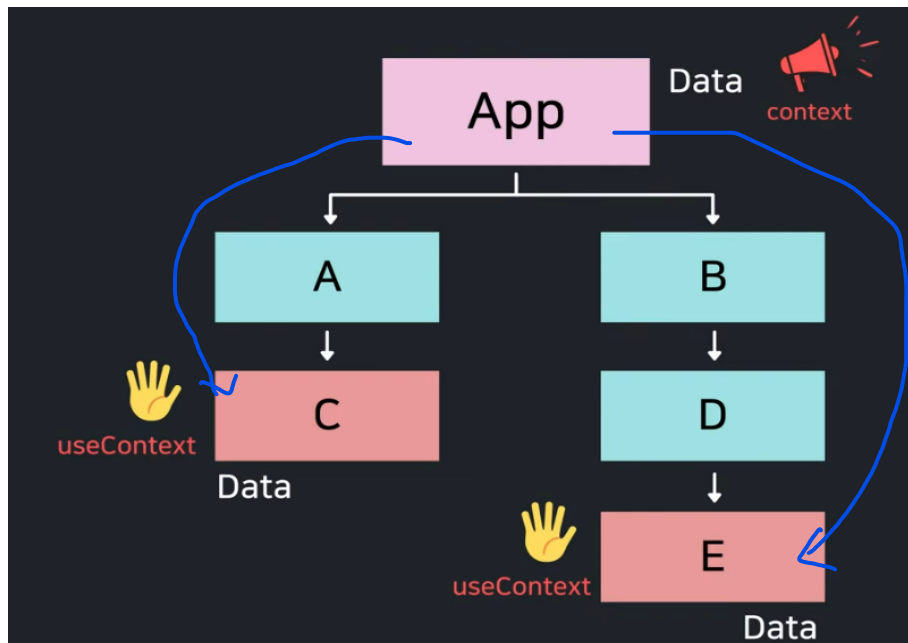 Data
context
App
A
B
C
D
useContext
Data
E
useContext
Data